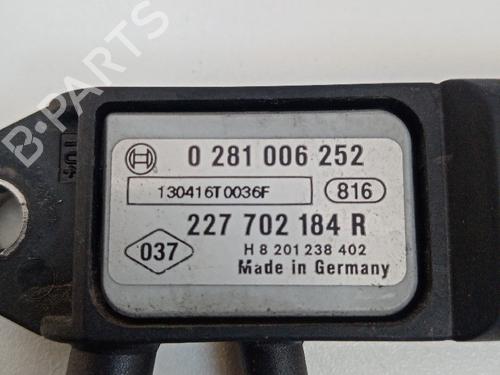 B-PARTS
0 281 006 252
130416T0036F 816
227 702 184 R
037 H 8 201 238 402
Made in Germany